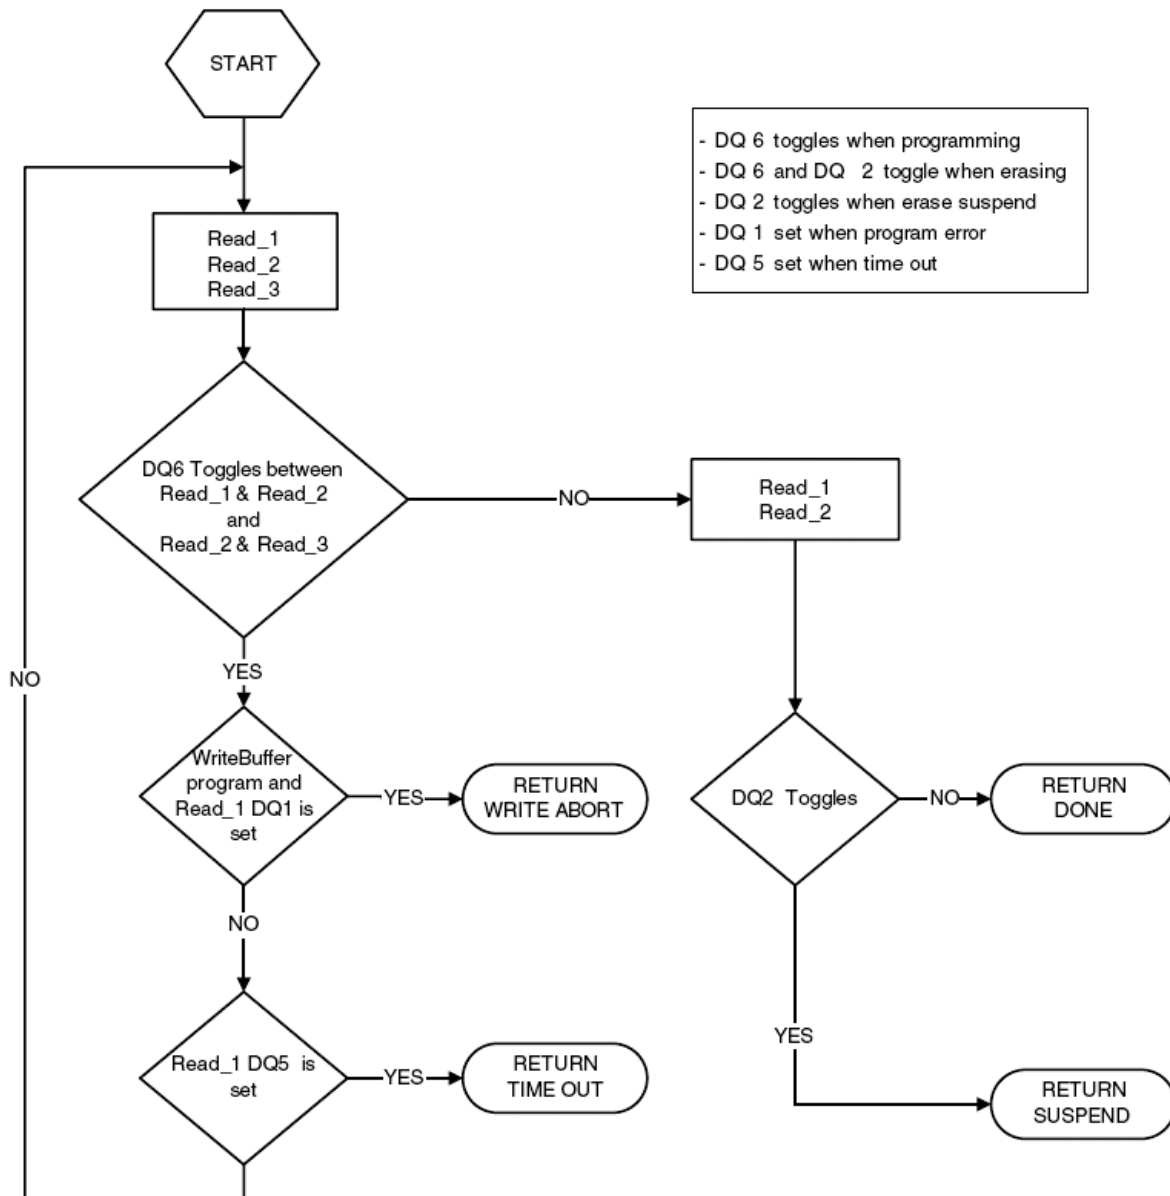 START
- DQ 6 toggles when programming
- DQ 6 and DQ 2 toggle when erasing
- DQ 2 toggles when erase suspend
- DQ 1 set when program error
- DQ 5 set when time out
Read_1
Read_2
Read_3
DQ6 Toggles between
Read_1 & Read_2
and
Read_2 & Read_3
NO
Read_1
Read_2
YES
NO
WriteBuffer
program and
Read_1 DQ1 is
set
YES
RETURN
WRITE ABORT
DQ2 Toggles
NO
RETURN
DONE
NO
YES
Read_1 DQ5 is
set
YES
RETURN
TIME OUT
RETURN
SUSPEND